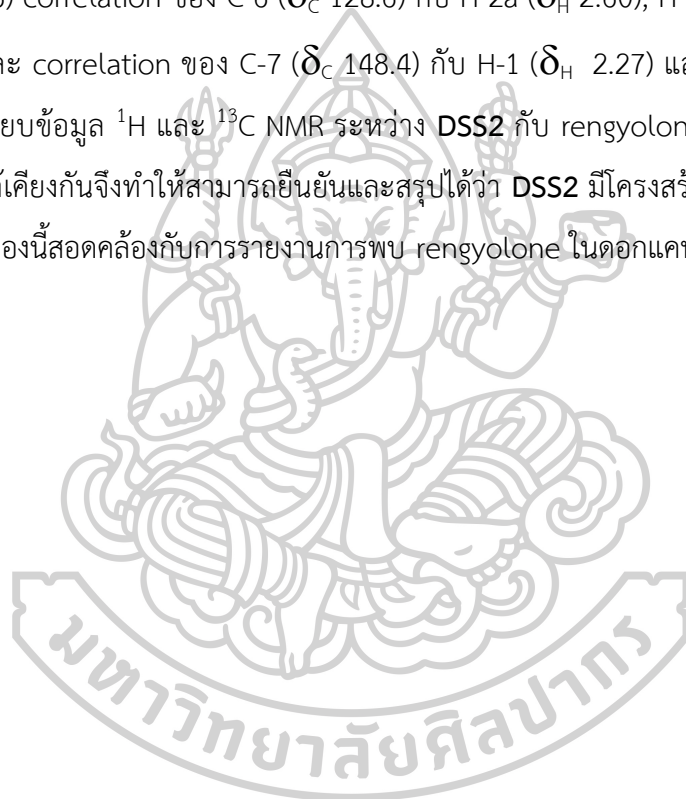 correlation ของ C-6 (δC 128.6) กับ H-2a (δH 2.60), H
correlation ของ C-7 (δC 148.4) กับ H-1 (δH 2.27)
ยบข้อมูล ¹H และ ¹³C NMR ระหว่าง DSS2 กับ rengyolon
คียงกันจึงทำให้สามารถยืนยันและสรุปได้ว่า DSS2 มีโครงสร้
องนี้สอดคล้องกับการรายงานการพบ rengyolone ในดอกแค
มหาวิทยาลัยศิลปากร